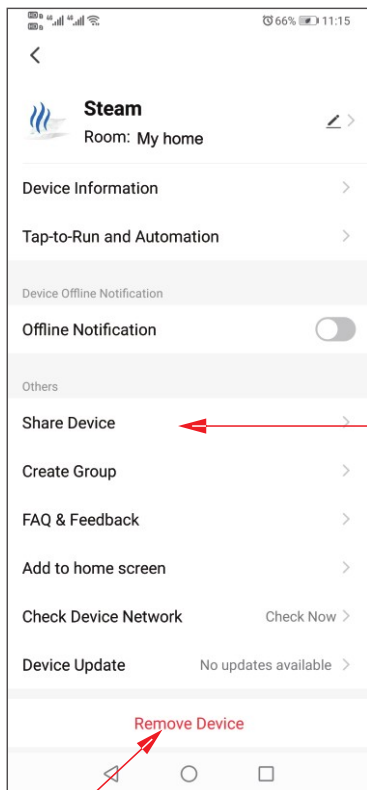 66% 11:15
Steam
Room: My home
Device Information
Tap-to-Run and Automation
Device Offline Notification
Offline Notification
Others
Share Device
Create Group
FAQ & Feedback
Add to home screen
Check Device Network Check Now
Device Update No updates available
Remove Device